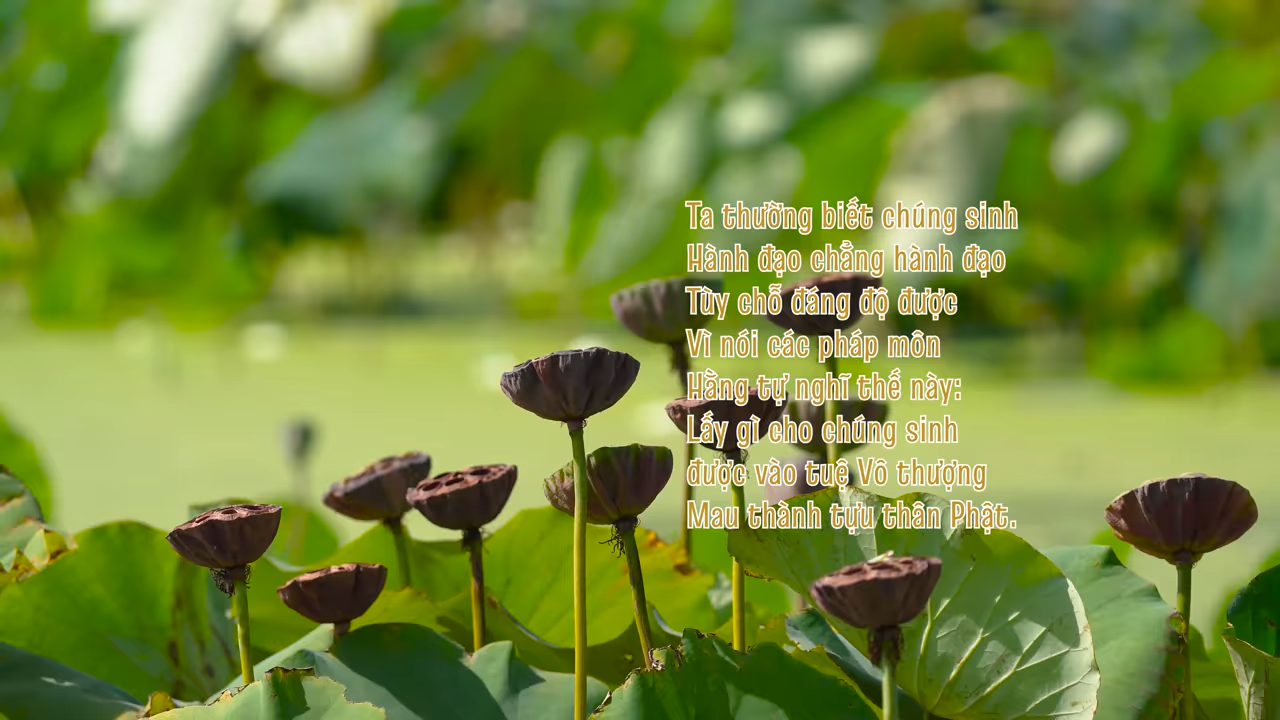 Ta thường biết chúng sinh
Hành đạo chẳng hành đạo
Tùy chỗ đáng độ được
Vì nói các pháp môn
Hằng tự nghĩ thế này:
Lấy gì cho chúng sinh
được vào tuệ Vô thượng
Mau thành tựu thân Phật.